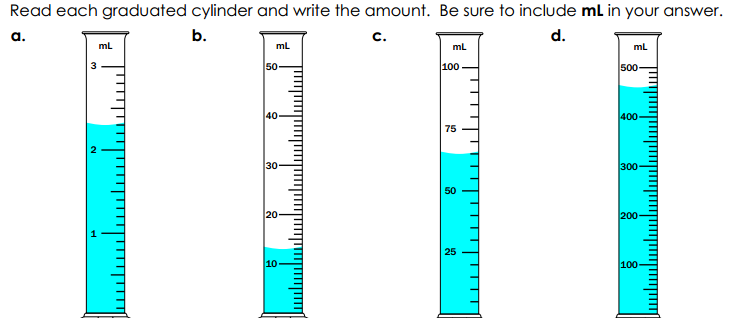 Read each graduated cylinder and write the amount. Be sure to include mL in your answer.
a. b. c. d.
mL mL mL mL
3 50 100 500
40 400
75
2 30 300
50
20 200
1
25
10 100